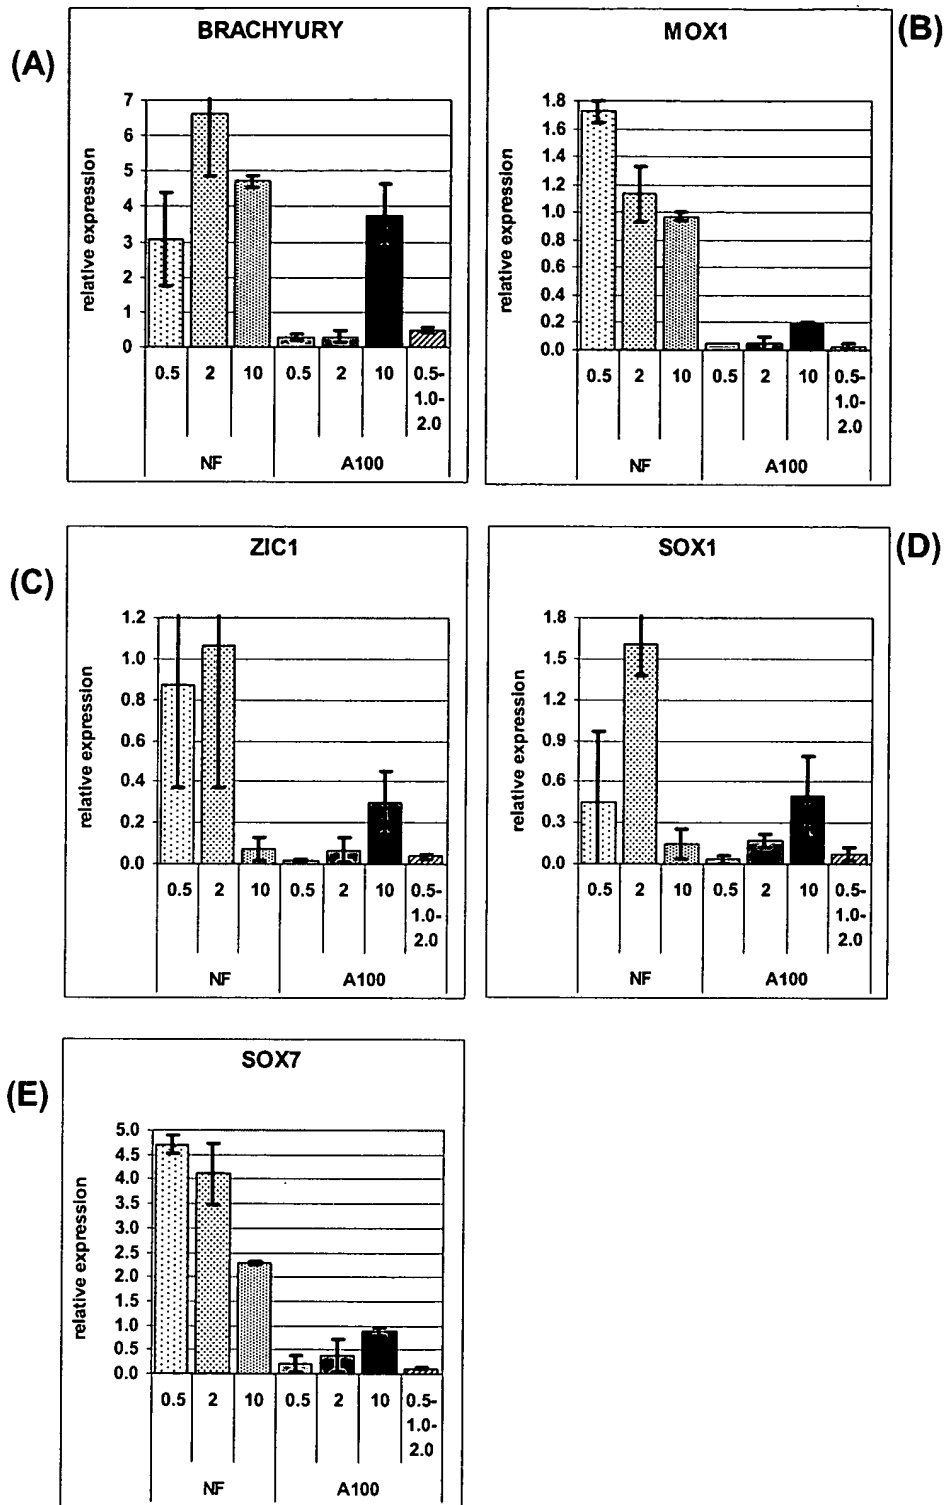 BRACHYURY
(A)
relative expression
7
6
5
4
3
2
1
0
0.5 2 10 0.5 2 10 0.5-
1.0-
2.0
NF A100
MOX1
(B)
relative expression
1.8
1.6
1.4
1.2
1.0
0.8
0.6
0.4
0.2
0.0
0.5 2 10 0.5 2 10 0.5-
1.0-
2.0
NF A100
ZIC1
(C)
relative expression
1.2
1.0
0.8
0.6
0.4
0.2
0.0
0.5 2 10 0.5 2 10 0.5-
1.0-
2.0
NF A100
SOX1
(D)
relative expression
1.8
1.5
1.2
0.9
0.6
0.3
0.0
0.5 2 10 0.5 2 10 0.5-
1.0-
2.0
NF A100
SOX7
(E)
relative expression
5.0
4.5
4.0
3.5
3.0
2.5
2.0
1.5
1.0
0.5
0.0
0.5 2 10 0.5 2 10 0.5-
1.0-
2.0
NF A100